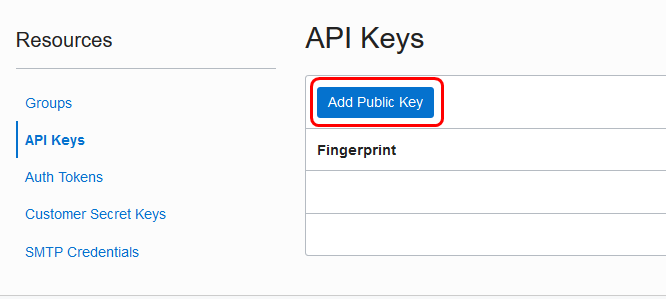 Resources
Groups
API Keys
Auth Tokens
Customer Secret Keys
SMTP Credentials
API Keys
Add Public Key
Fingerprint